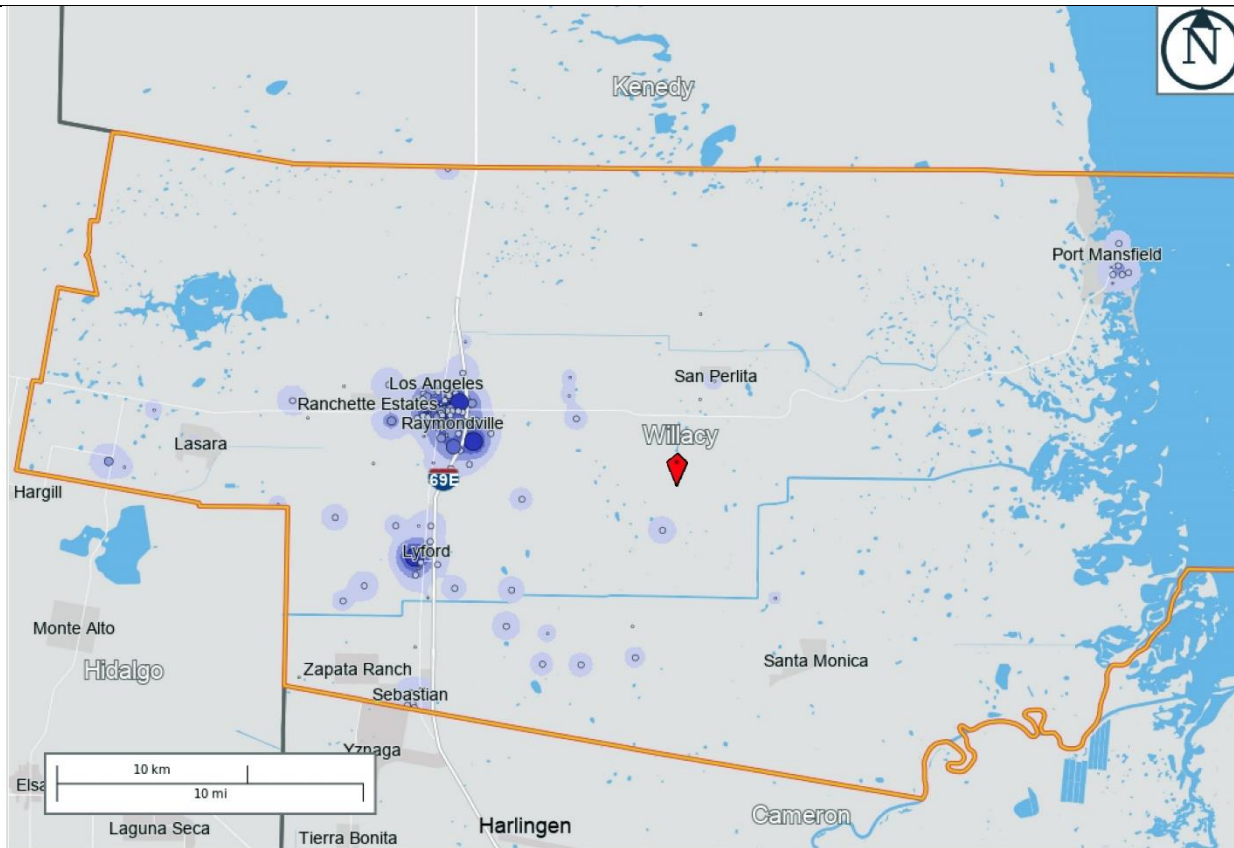 N
Kenedy
Port Mansfield
Los Angeles
San Perlita
Ranchette Estates
Raymondville
Willacy
Lasara
69E
Hargill
Lyford
Monte Alto
Hidalgo
Zapata Ranch
Santa Monica
Sebastian
Yznaga
10 km
10 mi
Elsa
Cameron
Laguna Seca
Harlingen
Tierra Bonita